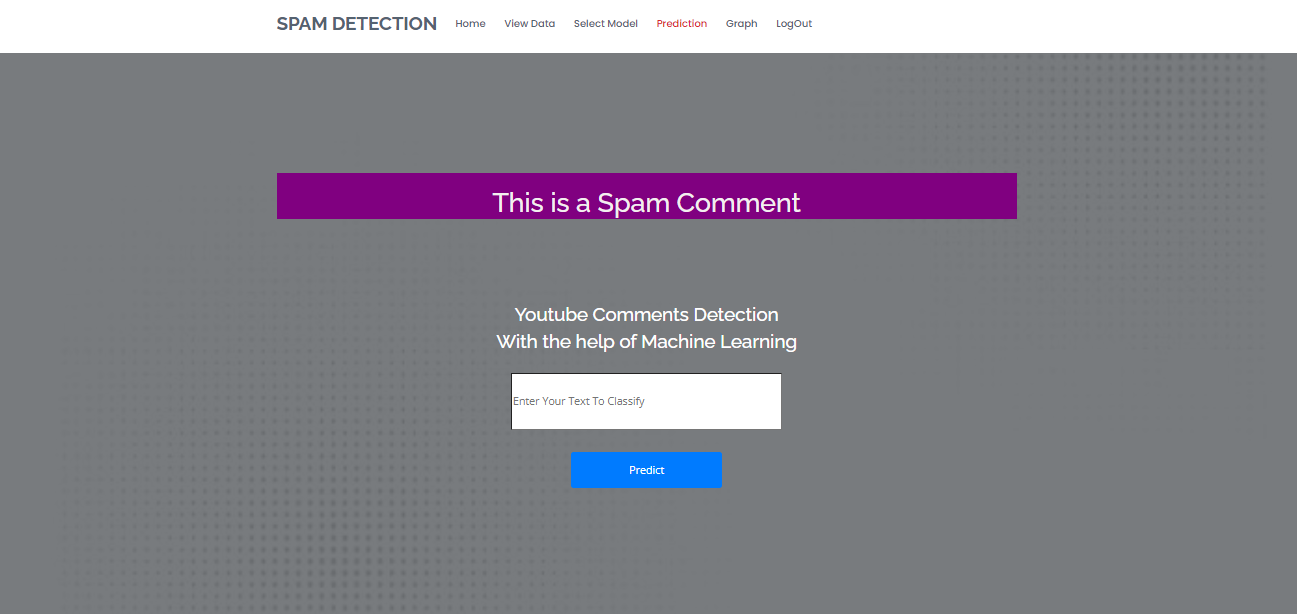 SPAM DETECTION Home View Data Select Model Prediction Graph LogOut
This is a Spam Comment
Youtube Comments Detection
With the help of Machine Learning
Enter Your Text To Classify
Predict